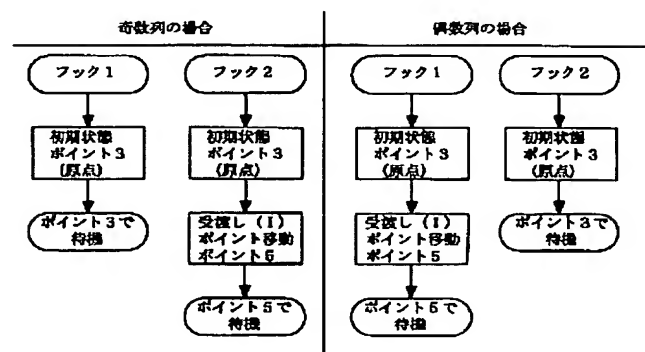 奇数列の場合
偶数列の場合
フック1
初期状態
ポイント3
(原点)
ポイント3で
待機
フック2
初期状態
ポイント3
(原点)
受渡し(I)
ポイント移動
ポイント5
ポイント5で
待機
フック1
初期状態
ポイント3
(原点)
受渡し(I)
ポイント移動
ポイント5
ポイント5で
待機
フック2
初期状態
ポイント3
(原点)
ポイント3で
待機